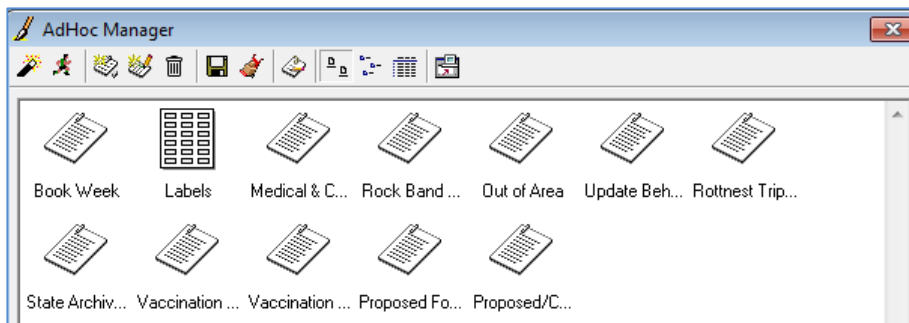 AdHoc Manager
Book Week Labels Medical & C... Rock Band ... Out of Area Update Beh... Rottnest Trip...
State Archiv... Vaccination ... Vaccination ... Proposed Fo... Proposed/C...